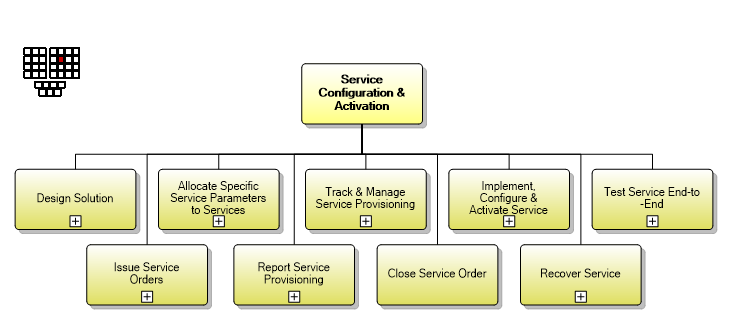 Service
Configuration &
Activation
Design Solution
Allocate Specific
Service Parameters
to Services
Track & Manage
Service Provisioning
Implement,
Configure &
Activate Service
Test Service End-to
-End
Issue Service
Orders
Report Service
Provisioning
Close Service Order
Recover Service